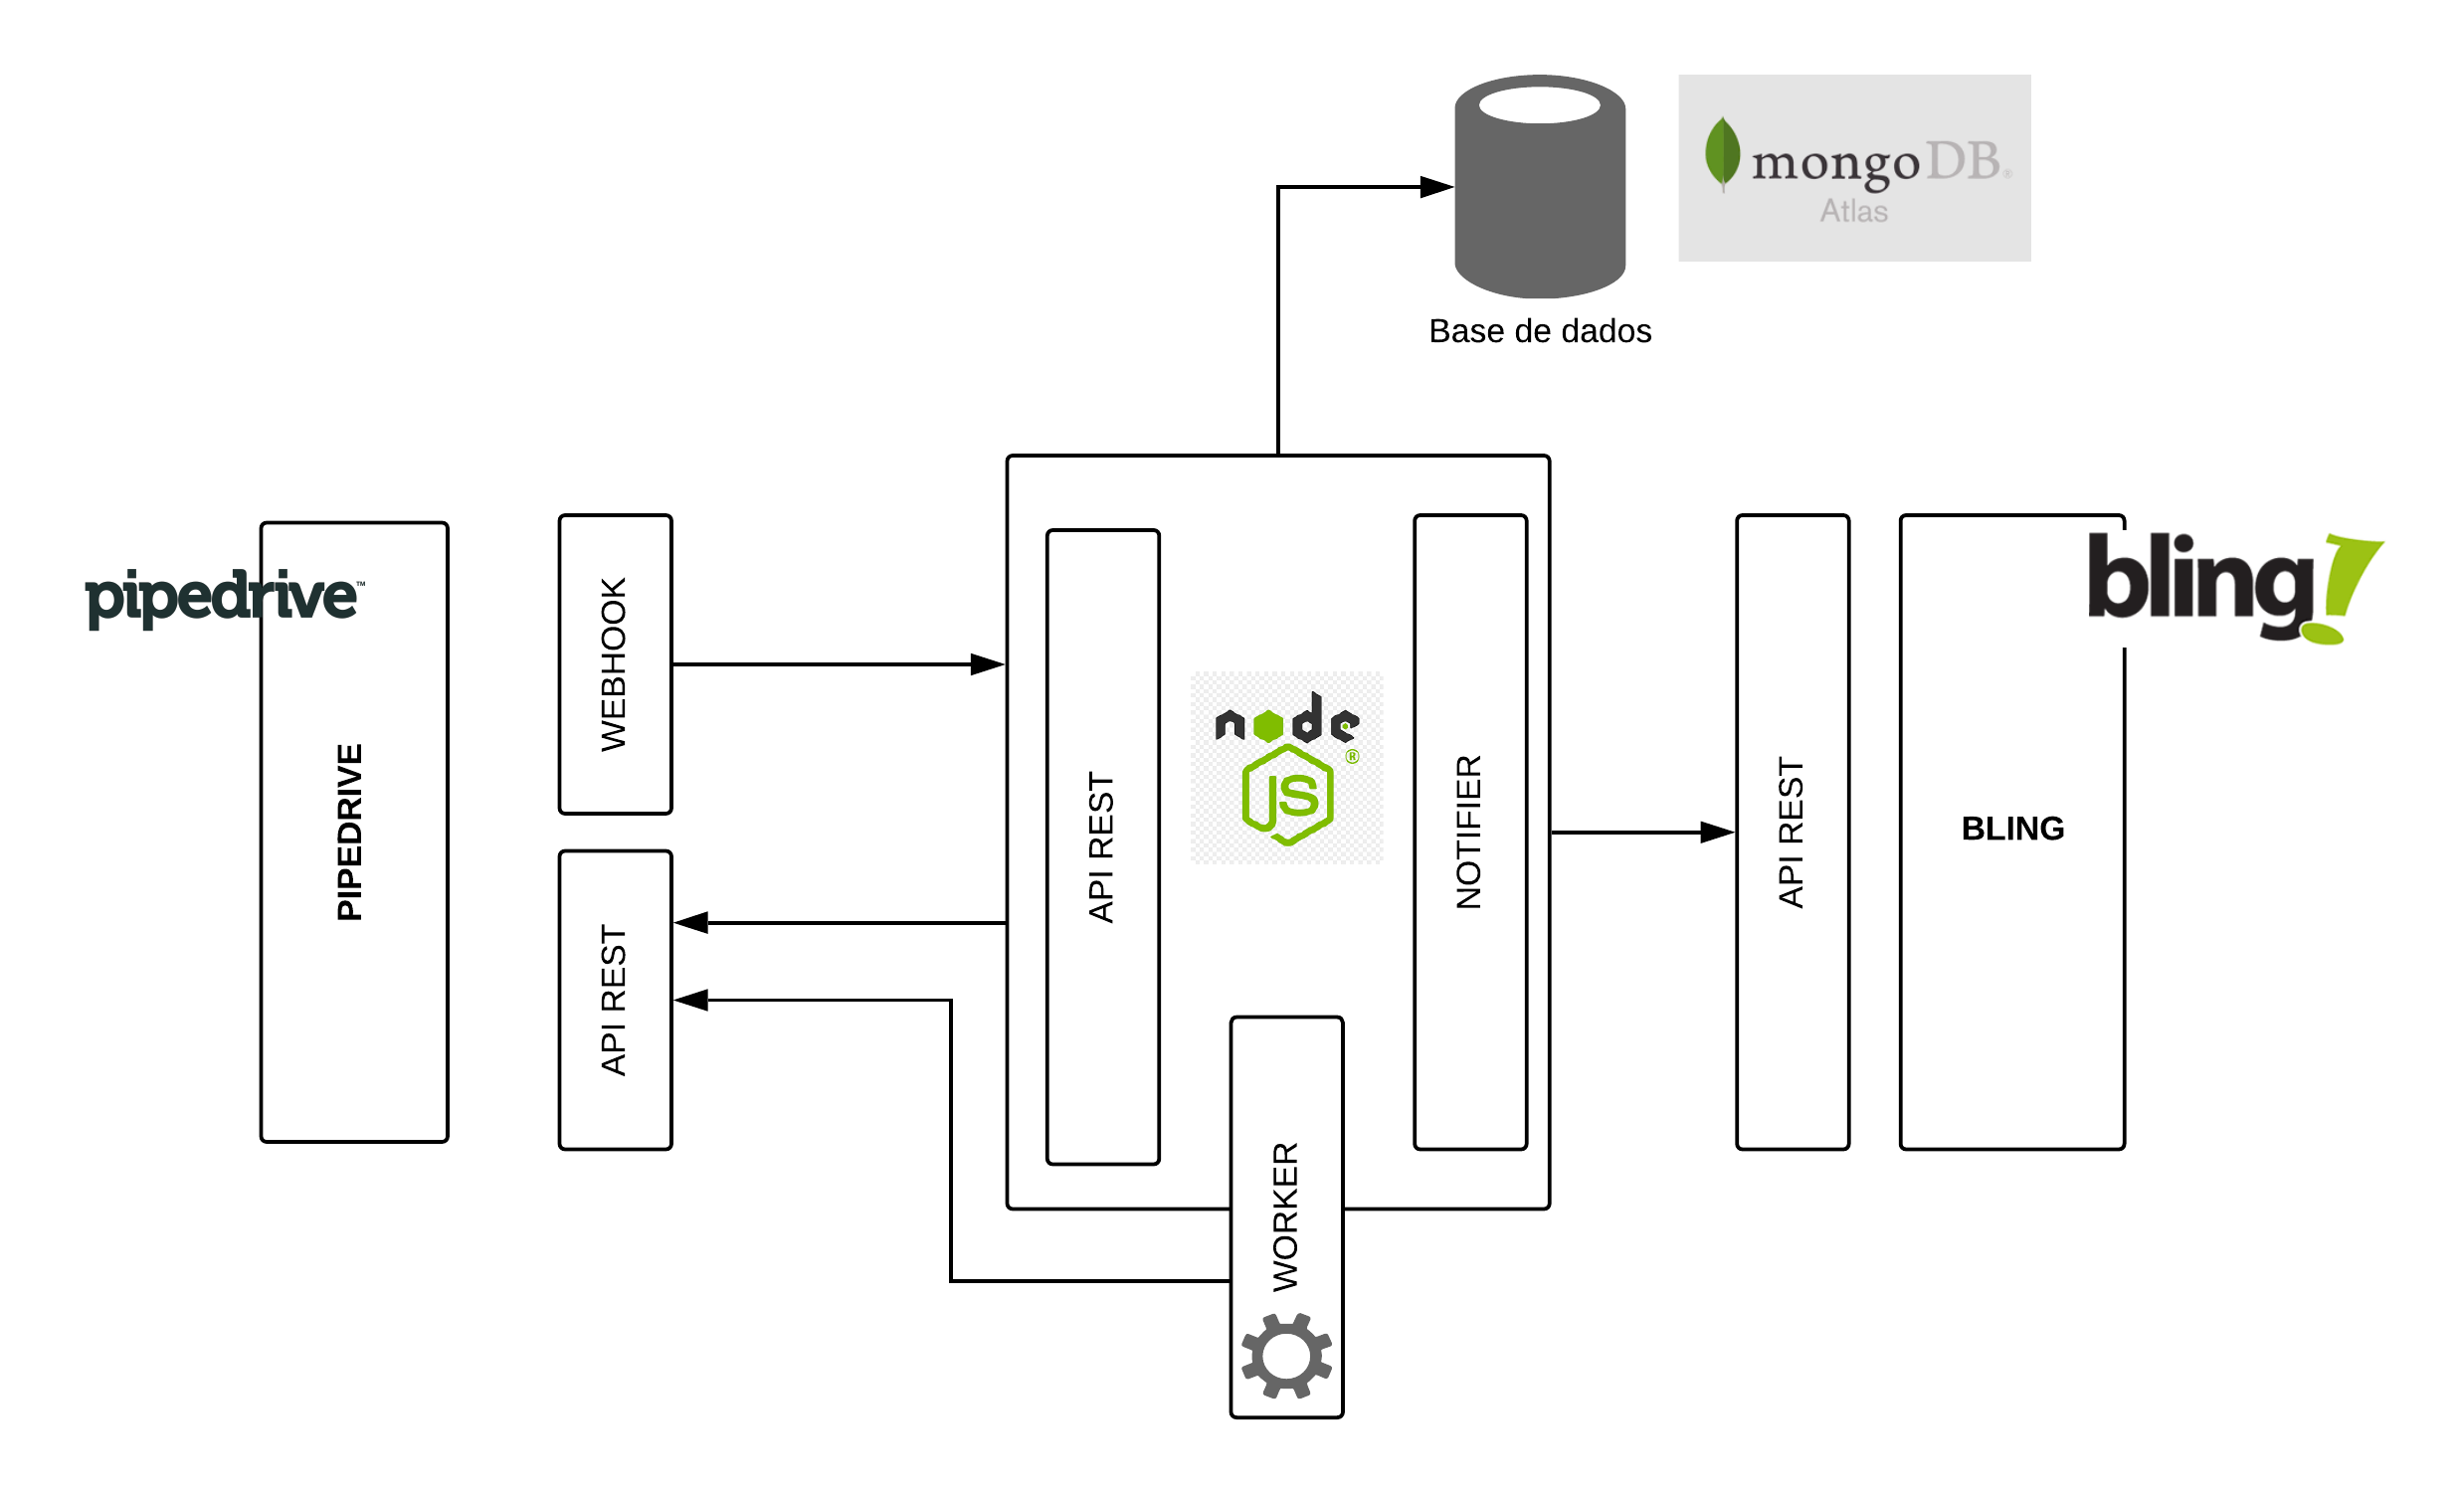 mongoDB®
Atlas
Base de dados
pipedrive™
PIPEDRIVE
WEBHOOK
API REST
API REST
node
JS
®
NOTIFIER
WORKER
API REST
BLING
bling!